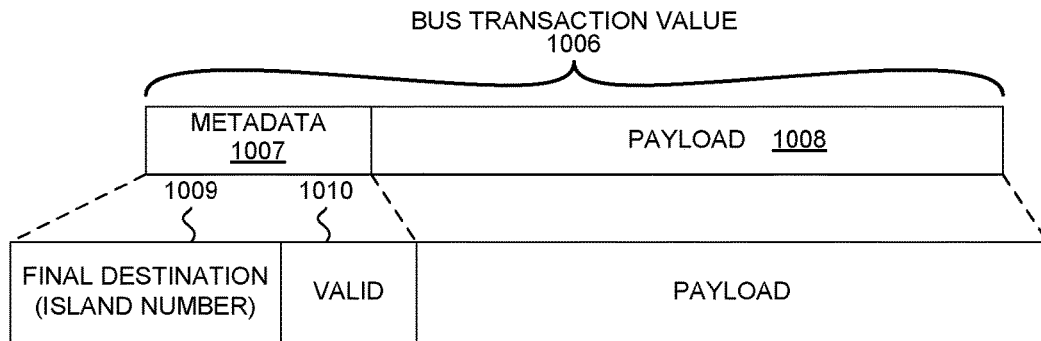 BUS TRANSACTION VALUE
1006
METADATA
1007
PAYLOAD 1008
1009 1010
FINAL DESTINATION
(ISLAND NUMBER)
VALID
PAYLOAD